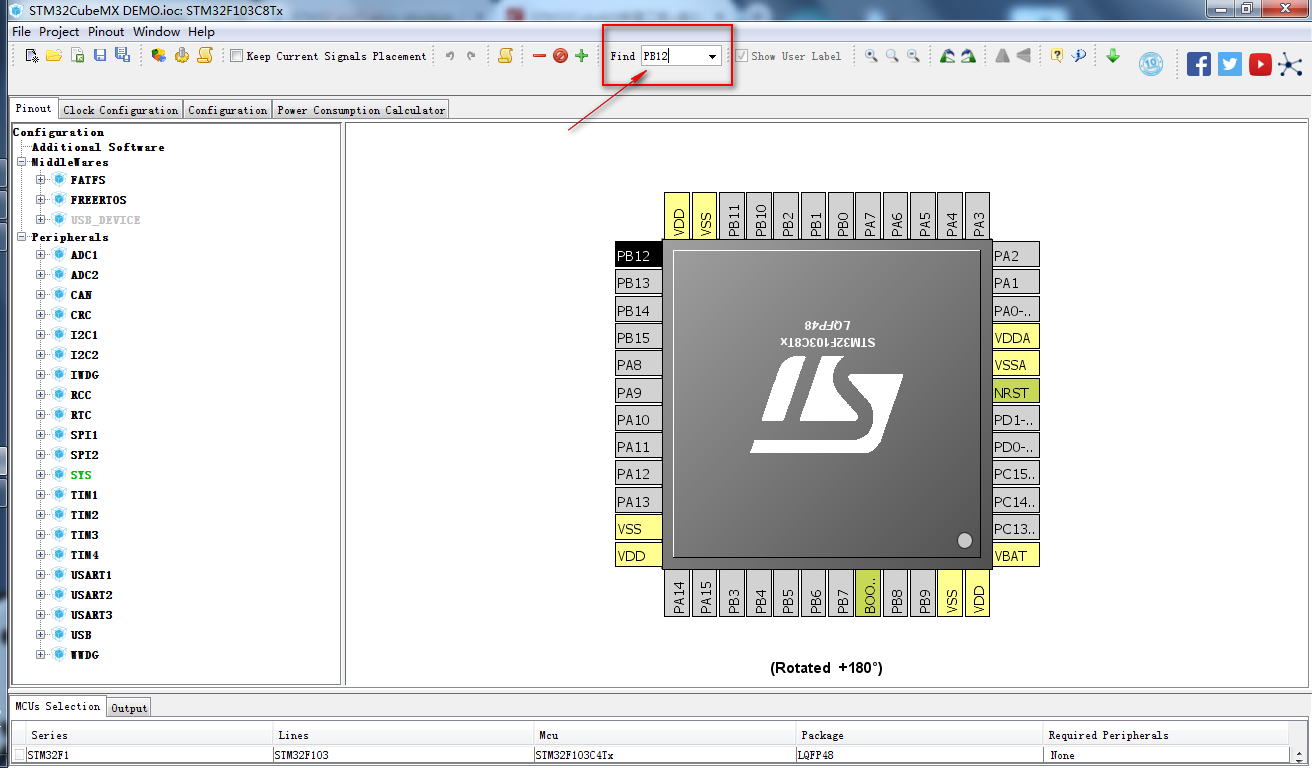 STM32CubeMX DEMO.ioc: STM32F103C8Tx
File Project Pinout Window Help
Keep Current Signals Placement
Find PB12
Show User Label
10
Pinout Clock Configuration Configuration Power Consumption Calculator
Configuration
Additional Software
MiddleWares
FATFS
FREERTOS
USB_DEVICE
Peripherals
ADC1
ADC2
CAN
CRC
I2C1
I2C2
IWDG
RCC
RTC
SPI1
SPI2
SYS
TIM1
TIM2
TIM3
TIM4
USART1
USART2
USART3
USB
WWDG
VDD VSS PB11 PB10 PB2 PB1 PB0 PA7 PA6 PA5 PA4 PA3
PB12
PB13
PB14
PB15
PA8
PA9
PA10
PA11
PA12
PA13
VSS
VDD
STM32F103C8Tx
LQFP48
PA2
PA1
PA0-..
VDDA
VSSA
NRST
PD1-..
PD0-..
PC15..
PC14..
PC13..
VBAT
PA14 PA15 PB3 PB4 PB5 PB6 PB7 BOO.. PB8 PB9 VSS VDD
(Rotated +180°)
MCUs Selection Output
Series Lines Mcu Package Required Peripherals
STM32F1 STM32F103 STM32F103C4Tx LQFP48 None